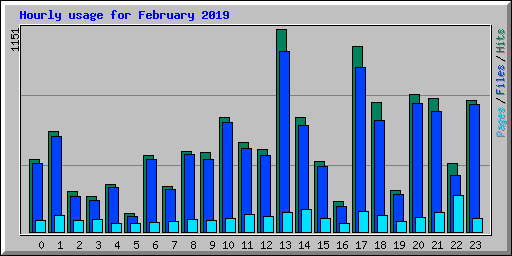 Hourly usage for February 2019
1151
Pages/Files/Hits
0 1 2 3 4 5 6 7 8 9 10 11 12 13 14 15 16 17 18 19 20 21 22 23